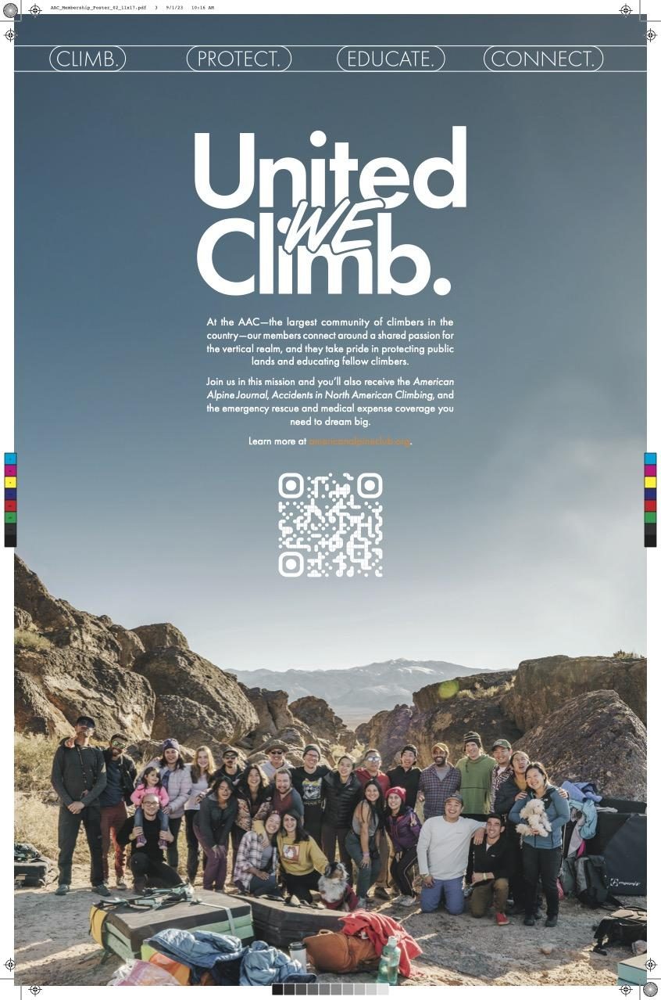 AAC_Membership_Poster_02_11x17.pdf   3   9/1/23   10:16 AM
CLIMB. PROTECT. EDUCATE. CONNECT.
United
WE
Climb.
At the AAC—the largest community of climbers in the
country—our members connect around a shared passion for
the vertical realm, and they take pride in protecting public
lands and educating fellow climbers.
Join us in this mission and you'll also receive the American
Alpine Journal, Accidents in North American Climbing, and
the emergency rescue and medical expense coverage you
need to dream big.
Learn more at americanalpineclub.org.